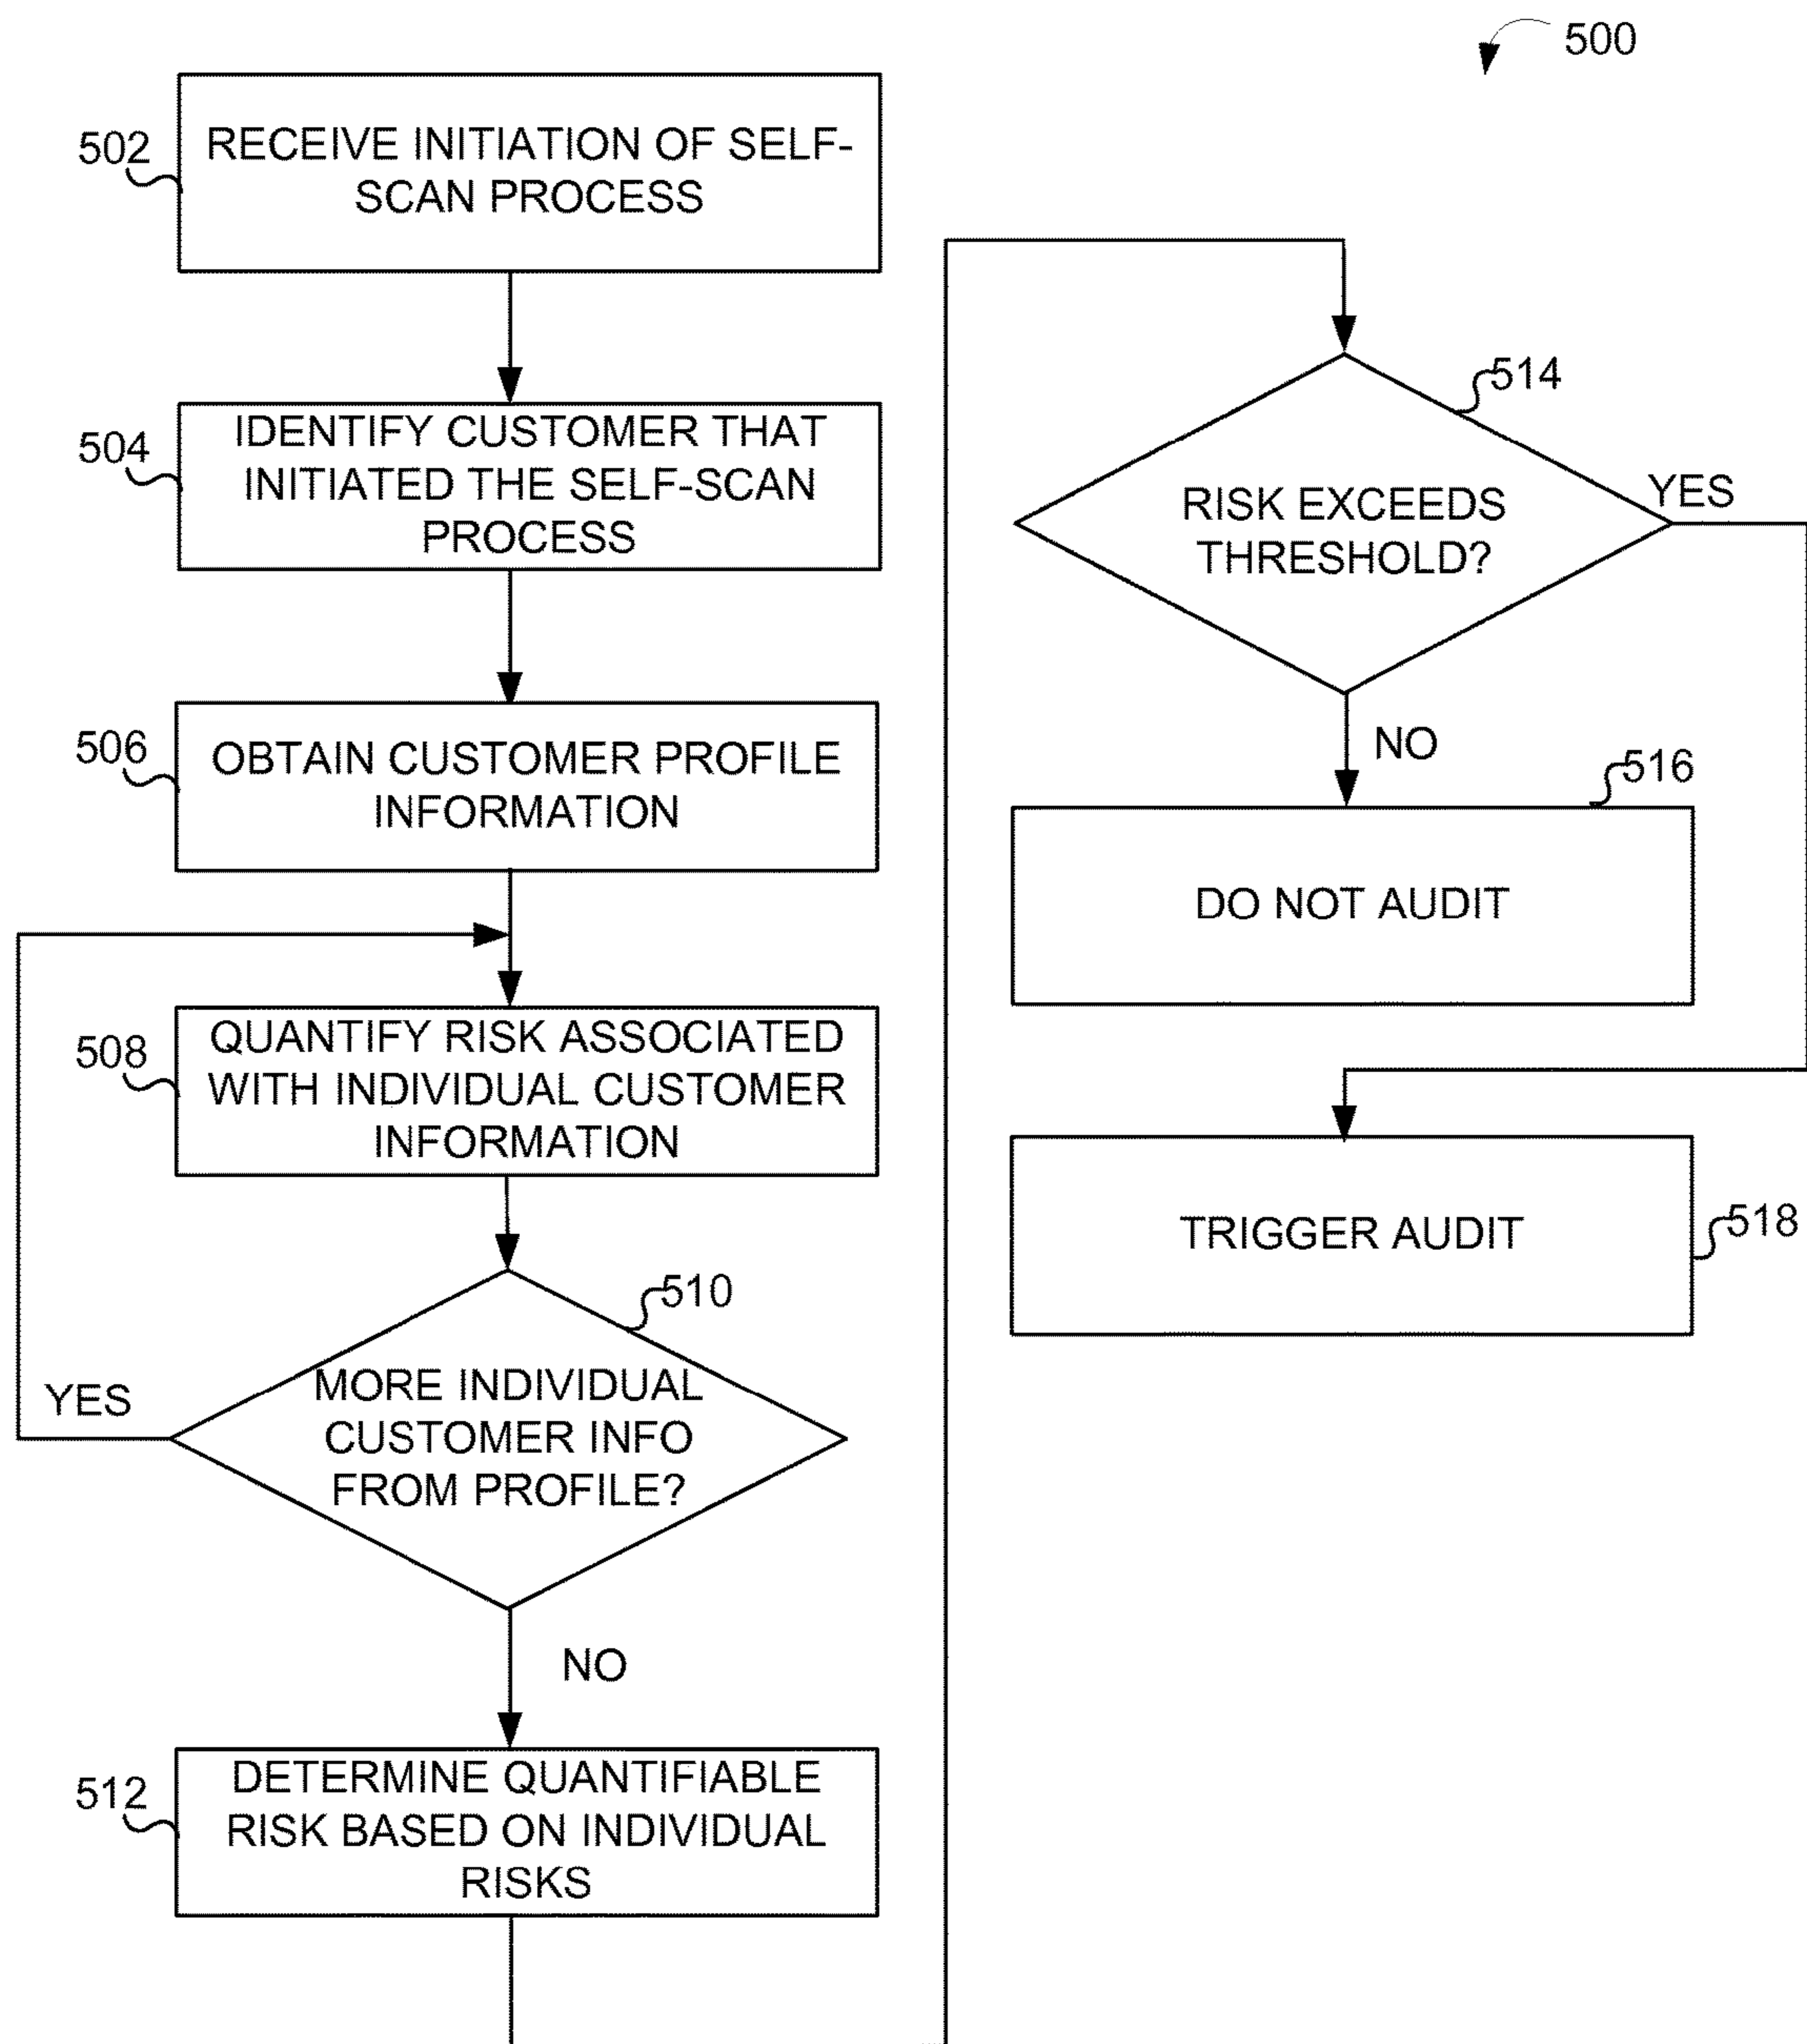 500
502
RECEIVE INITIATION OF SELF-
SCAN PROCESS
504
IDENTIFY CUSTOMER THAT
INITIATED THE SELF-SCAN
PROCESS
506
OBTAIN CUSTOMER PROFILE
INFORMATION
508
QUANTIFY RISK ASSOCIATED
WITH INDIVIDUAL CUSTOMER
INFORMATION
510
MORE INDIVIDUAL
CUSTOMER INFO
FROM PROFILE?
YES
NO
512
DETERMINE QUANTIFIABLE
RISK BASED ON INDIVIDUAL
RISKS
514
RISK EXCEEDS
THRESHOLD?
YES
NO
516
DO NOT AUDIT
TRIGGER AUDIT
518